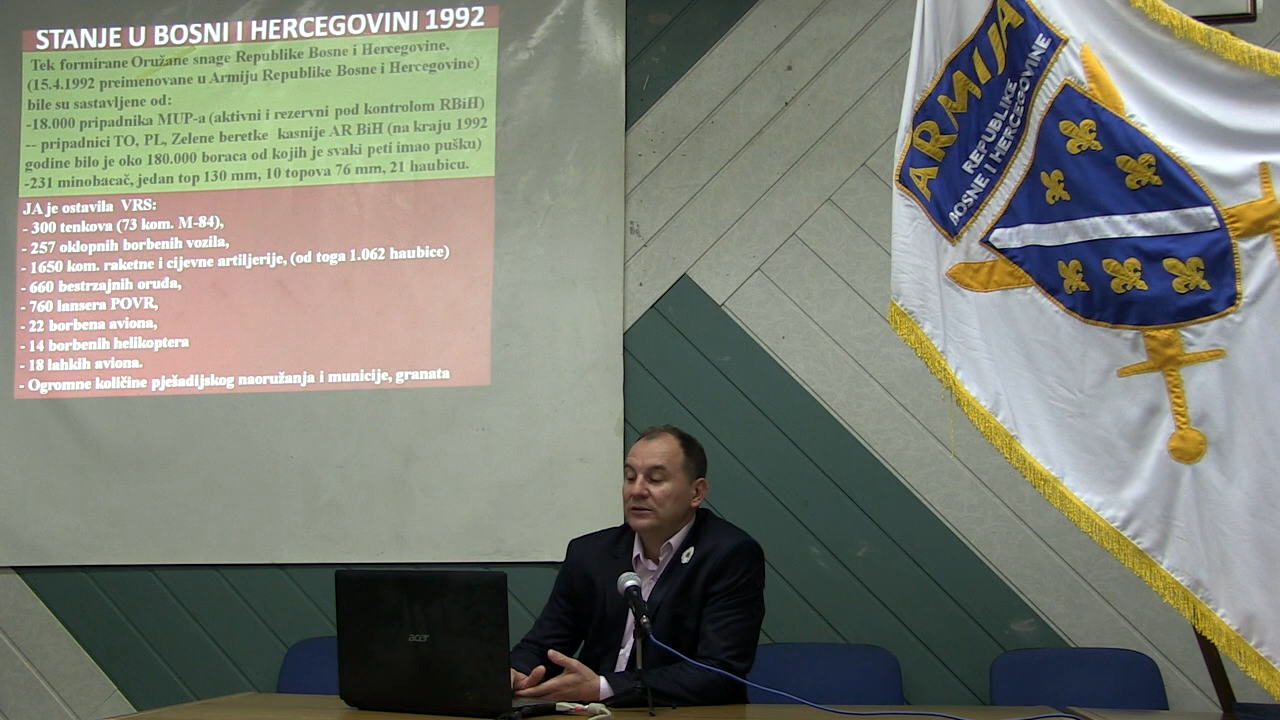 STANJE U BOSNI I HERCEGOVINI 1992
Tek formirane Oružane snage Republike Bosne i Hercegovine,
(15.4.1992 preimenovane u Armiju Republike Bosne i Hercegovine)
bile su sastavljene od:
-18.000 pripadnika MUP-a (aktivni i rezervni pod kontrolom RBiH)
-- pripadnici TO, PL, Zelene beretke kasnije AR BiH (na kraju 1992
godine bilo je oko 180.000 boraca od kojih je svaki peti imao pušku)
-231 minobacač, jedan top 130 mm, 10 topova 76 mm, 21 haubicu.
JA je ostavila VRS:
- 300 tenkova (73 kom. M-84),
- 257 oklopnih borbenih vozila,
- 1650 kom. raketne i cijevne artiljerije, (od toga 1.062 haubice)
- 660 bestrzajnih oruđa,
- 760 lansera POVR,
- 22 borbena aviona,
- 14 borbenih helikoptera
- 18 lahkih aviona.
- Ogromne količine pješadijskog naoružanja i municije, granata
ARMIJA
REPUBLIKE
BOSNE I HERCEGOVINE
acer